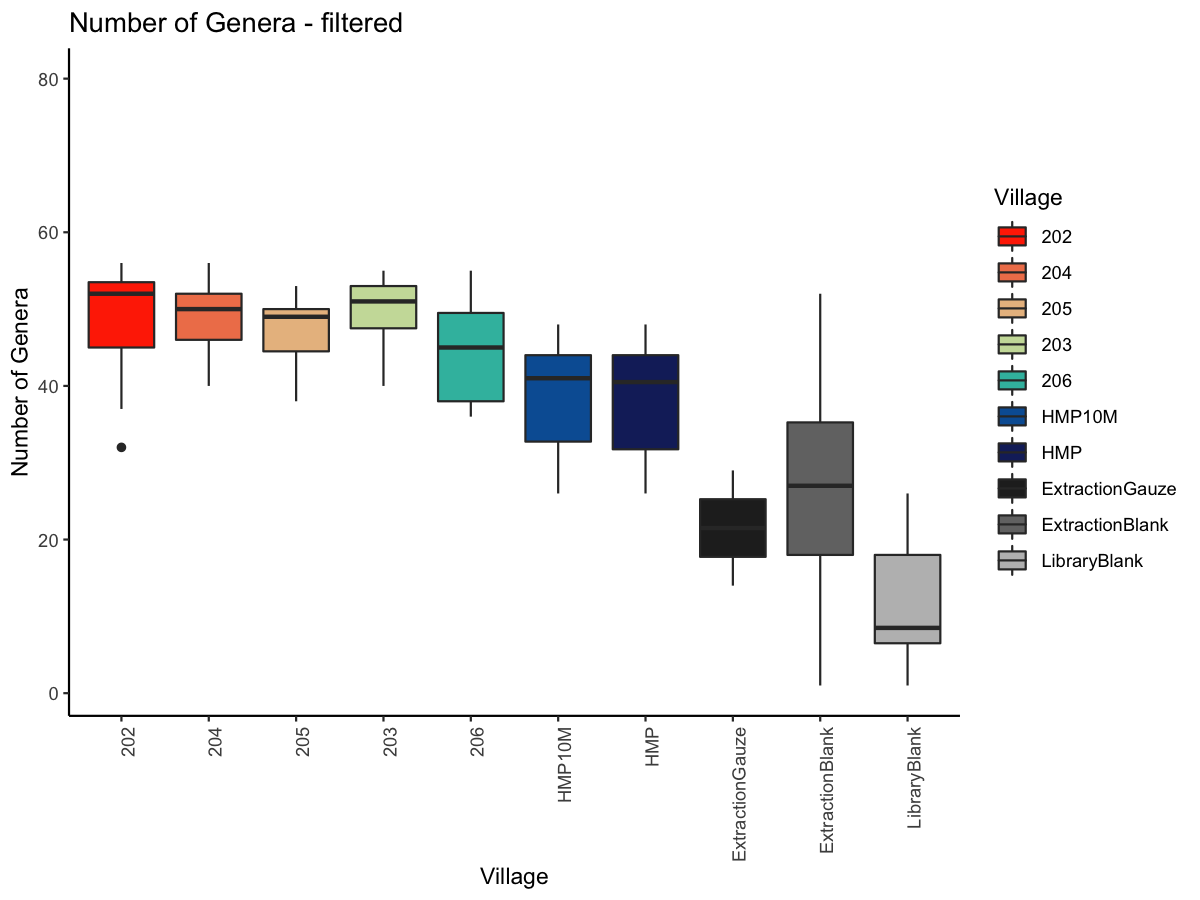 Number of Genera - filtered
Number of Genera
80
60
40
20
0
202
204
205
203
206
HMP10M
HMP
ExtractionGauze
ExtractionBlank
LibraryBlank
Village
Village
202
204
205
203
206
HMP10M
HMP
ExtractionGauze
ExtractionBlank
LibraryBlank